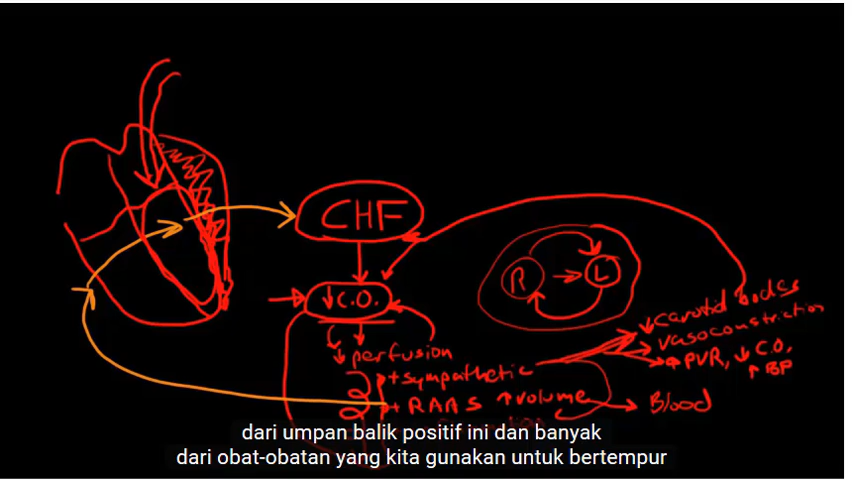 CHF
↓ C.O.
R → L
↓ perfusion
+ sympathetic
+ RAAS ↑ volume
↓ carotid bodies
vasoconstriction
↑ PVR, ↓ C.O.
↑ BP
Blood
dari umpan balik positif ini dan banyak
dari obat-obatan yang kita gunakan untuk bertempur